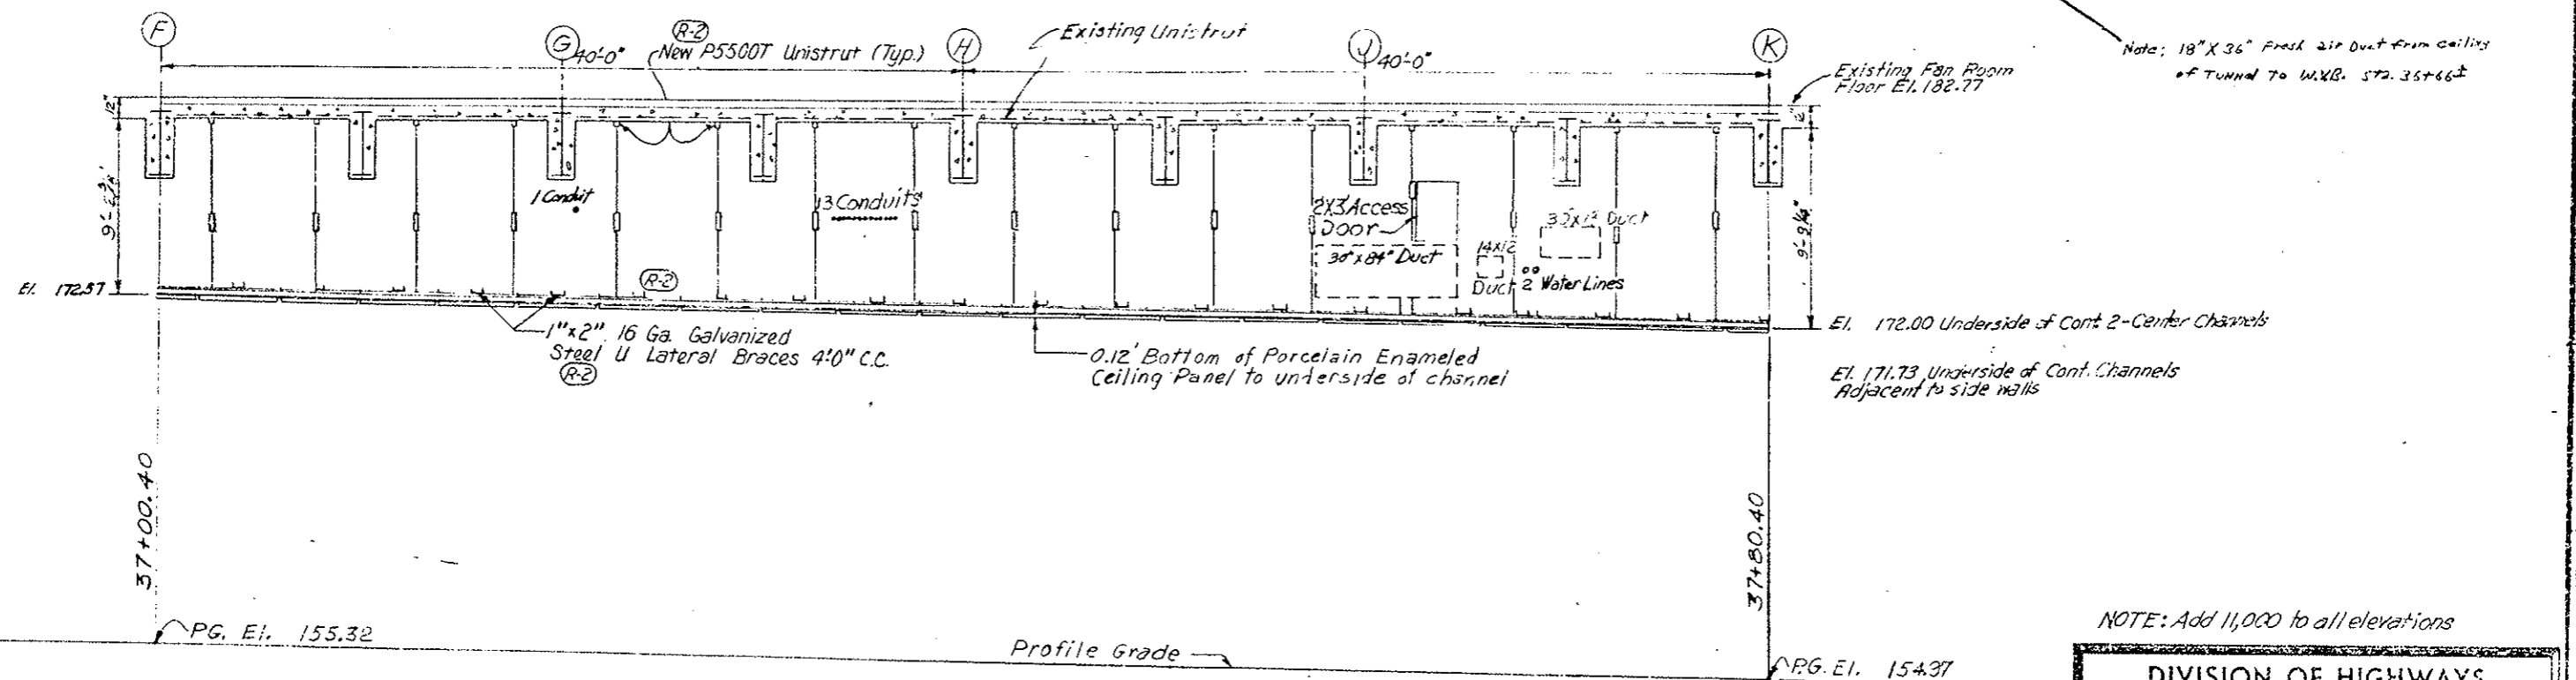 F
G
R-2
H
J
K
40'-0"
New P5500T Unistrut (Typ.)
Existing Unistrut
40'-0"
Note: 18" X 36" Fresh air Duct from ceiling
of Tunnel To W.X.B. STA. 35+66±
Existing Fan Room
Floor El. 182.77
12"
1 Conduit
13 Conduits
2X3 Access
Door
30" x 84" Duct
14x12
Duct
2 Water Lines
Duct
9'-9¼"
El. 172.57
R-2
1"x2" 16 Ga. Galvanized
Steel U Lateral Braces 4'0" C.C.
R-2
0.12' Bottom of Porcelain Enameled
Ceiling Panel to underside of channel
El. 172.00 Underside of Cont. 2-Center Channels
El. 171.73 Underside of Cont. Channels
Adjacent to side walls
37+00.40
37+80.40
P.G. El. 155.32
Profile Grade
P.G. El. 154.37
NOTE: Add 11,000 to all elevations
DIVISION OF HIGHWAYS